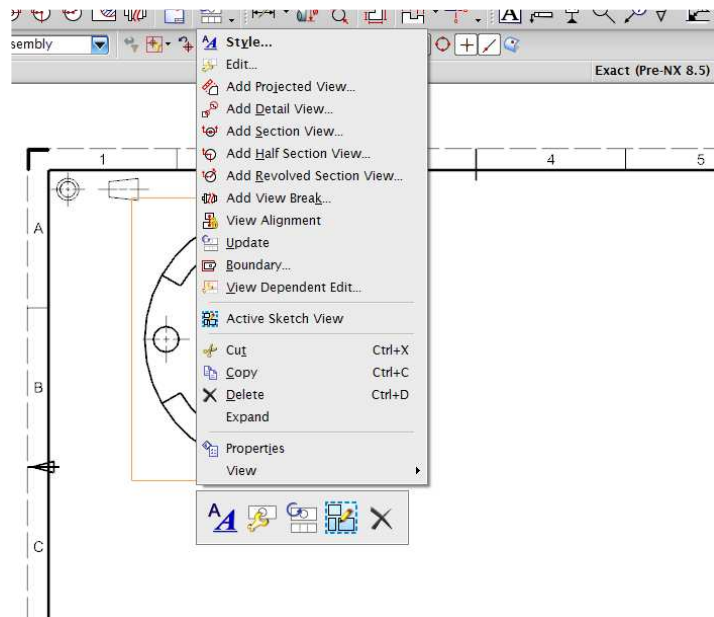 sembly
Exact (Pre-NX 8.5)
Style...
Edit...
Add Projected View...
Add Detail View...
Add Section View...
Add Half Section View...
Add Revolved Section View...
Add View Break...
View Alignment
Update
Boundary...
View Dependent Edit...
Active Sketch View
Cut Ctrl+X
Copy Ctrl+C
Delete Ctrl+D
Expand
Properties
View
1
4
5
A
B
C